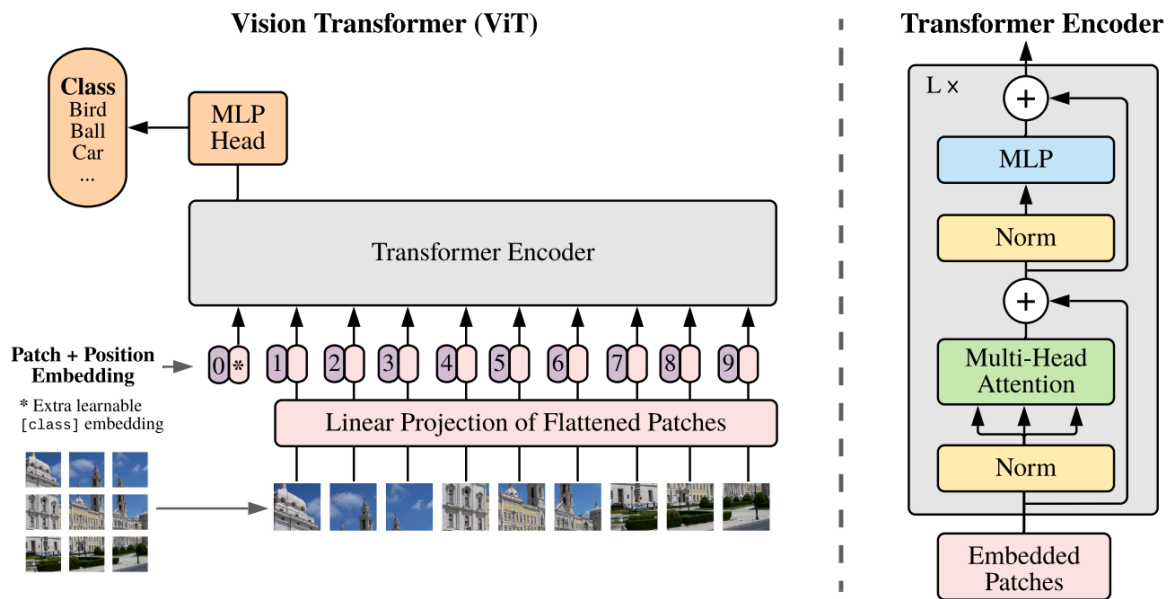 Vision Transformer (ViT)
Class
Bird
Ball
Car
...
MLP
Head
Transformer Encoder
Patch + Position
Embedding
0 * 1 2 3 4 5 6 7 8 9
* Extra learnable
[class] embedding
Linear Projection of Flattened Patches
Transformer Encoder
L ×
+
MLP
Norm
+
Multi-Head
Attention
Norm
Embedded
Patches